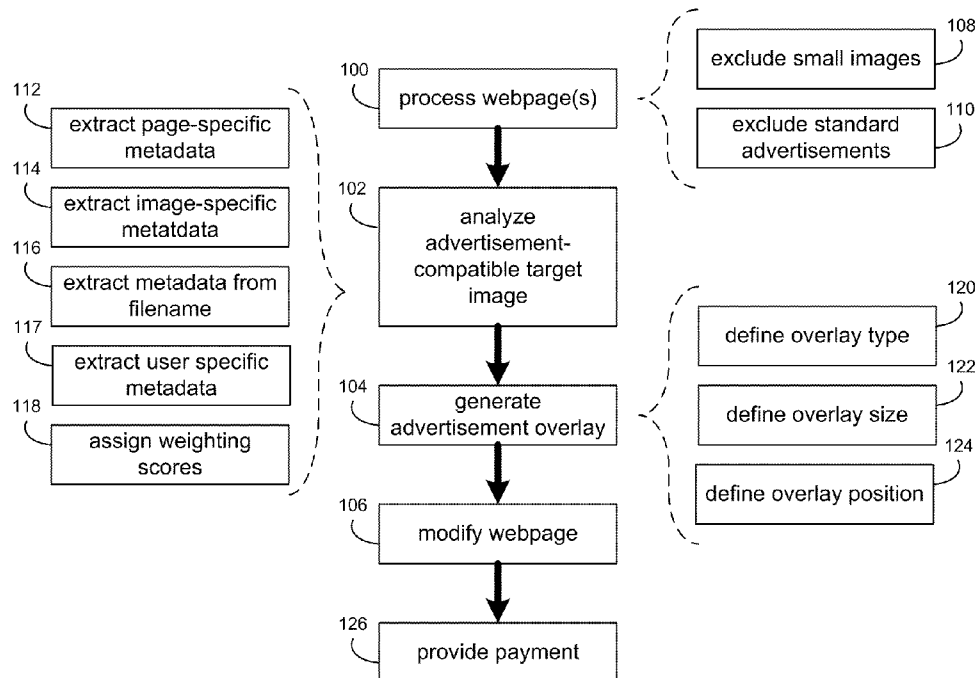 108
exclude small images
100
process webpage(s)
110
exclude standard
advertisements
112
extract page-specific
metadata
114
extract image-specific
metatdata
116
extract metadata from
filename
117
extract user specific
metadata
118
assign weighting
scores
102
analyze
advertisement-
compatible target
image
120
define overlay type
122
define overlay size
124
define overlay position
104
generate
advertisement overlay
106
modify webpage
126
provide payment